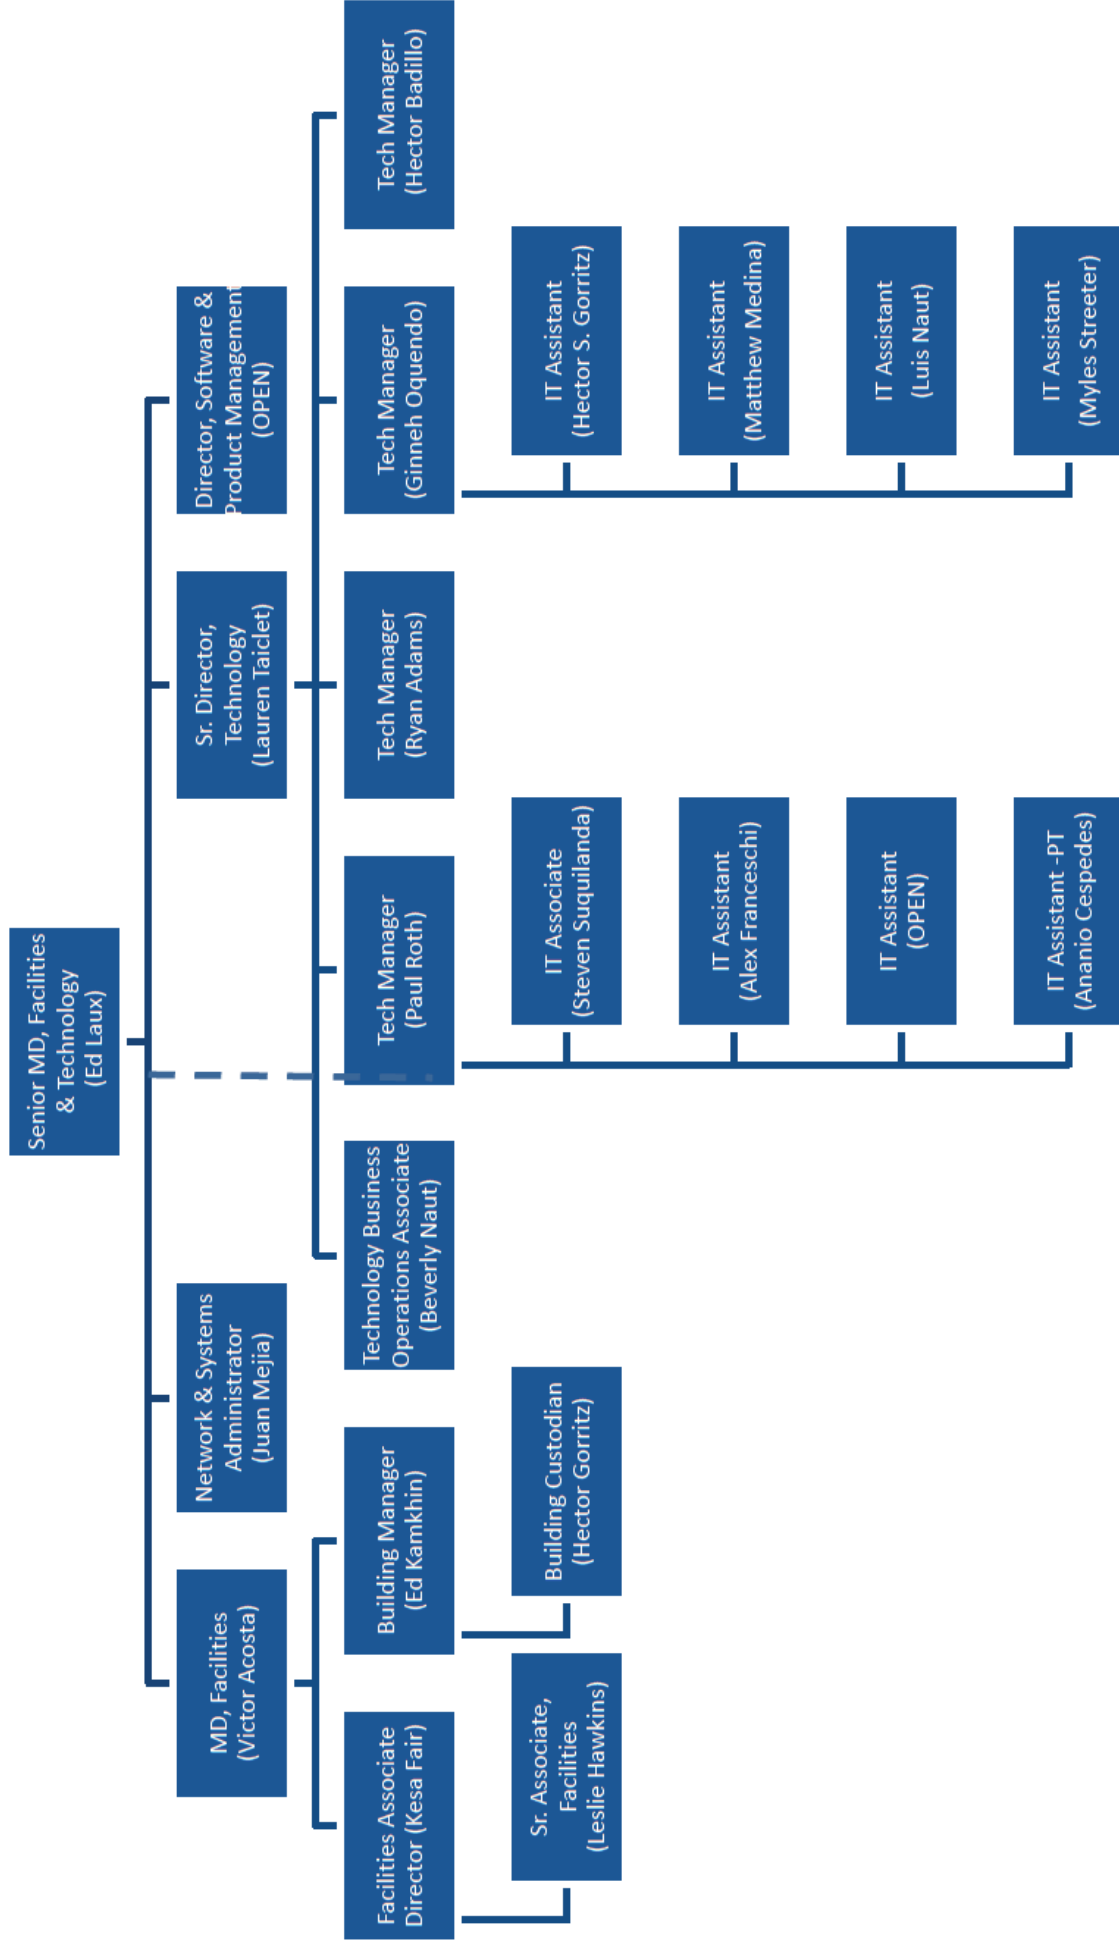 Senior MD, Facilities
& Technology
(Ed Laux)
MD, Facilities
(Victor Acosta)
Network & Systems
Administrator
(Juan Mejia)
Sr. Director,
Technology
(Lauren Taiclet)
Director, Software &
Product Management
(OPEN)
Facilities Associate
Director (Kesa Fair)
Building Manager
(Ed Kamkhin)
Technology Business
Operations Associate
(Beverly Naut)
Tech Manager
(Paul Roth)
Tech Manager
(Ryan Adams)
Tech Manager
(Ginneh Oquendo)
Tech Manager
(Hector Badillo)
Sr. Associate,
Facilities
(Leslie Hawkins)
Building Custodian
(Hector Gorritz)
IT Associate
(Steven Suquilanda)
IT Assistant
(Hector S. Gorritz)
IT Assistant
(Alex Franceschi)
IT Assistant
(Matthew Medina)
IT Assistant
(OPEN)
IT Assistant
(Luis Naut)
IT Assistant -PT
(Ananio Cespedes)
IT Assistant
(Myles Streeter)